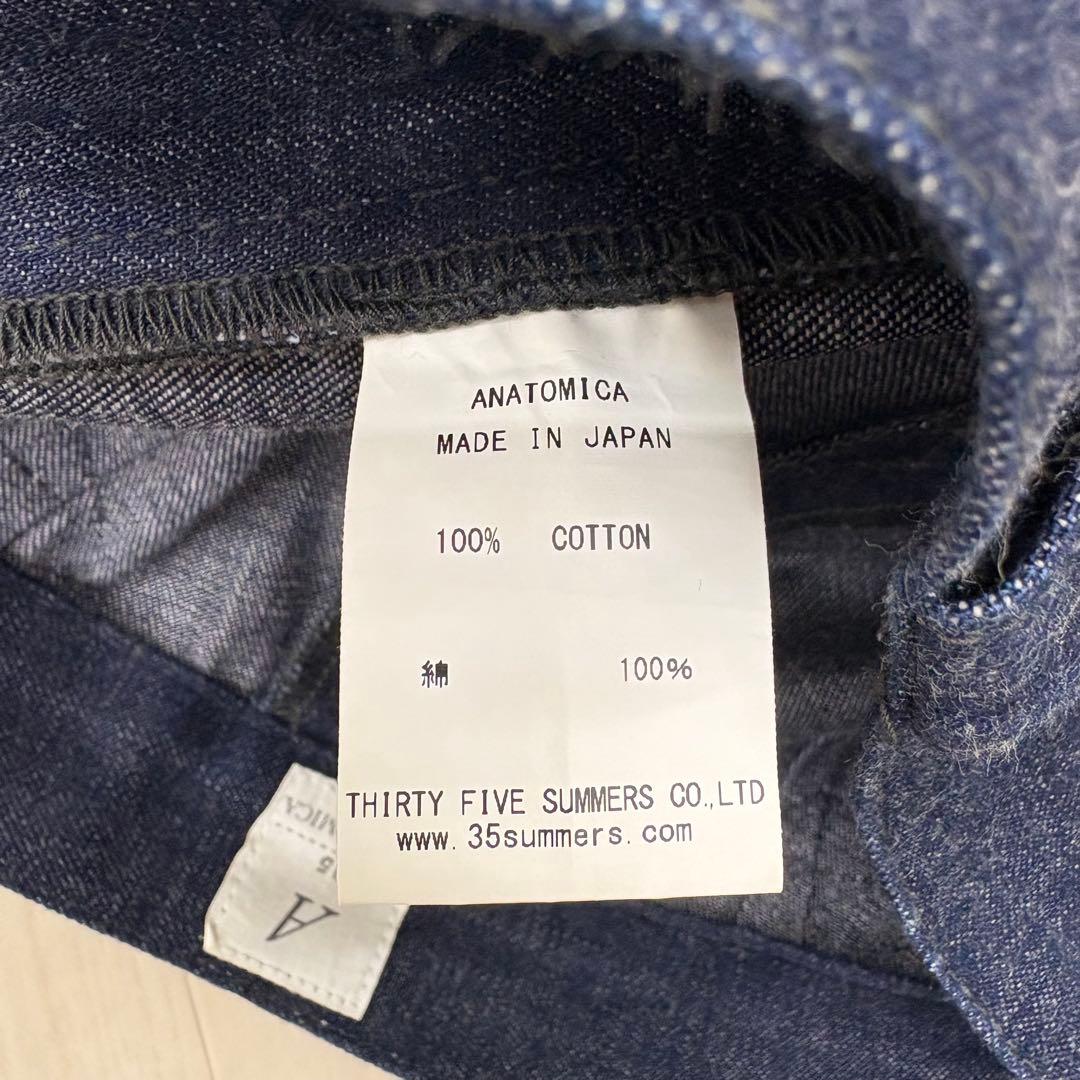 ANATOMICA
MADE IN JAPAN
100% COTTON
綿 100%
THIRTY FIVE SUMMERS CO.,LTD
www.35summers.com
A